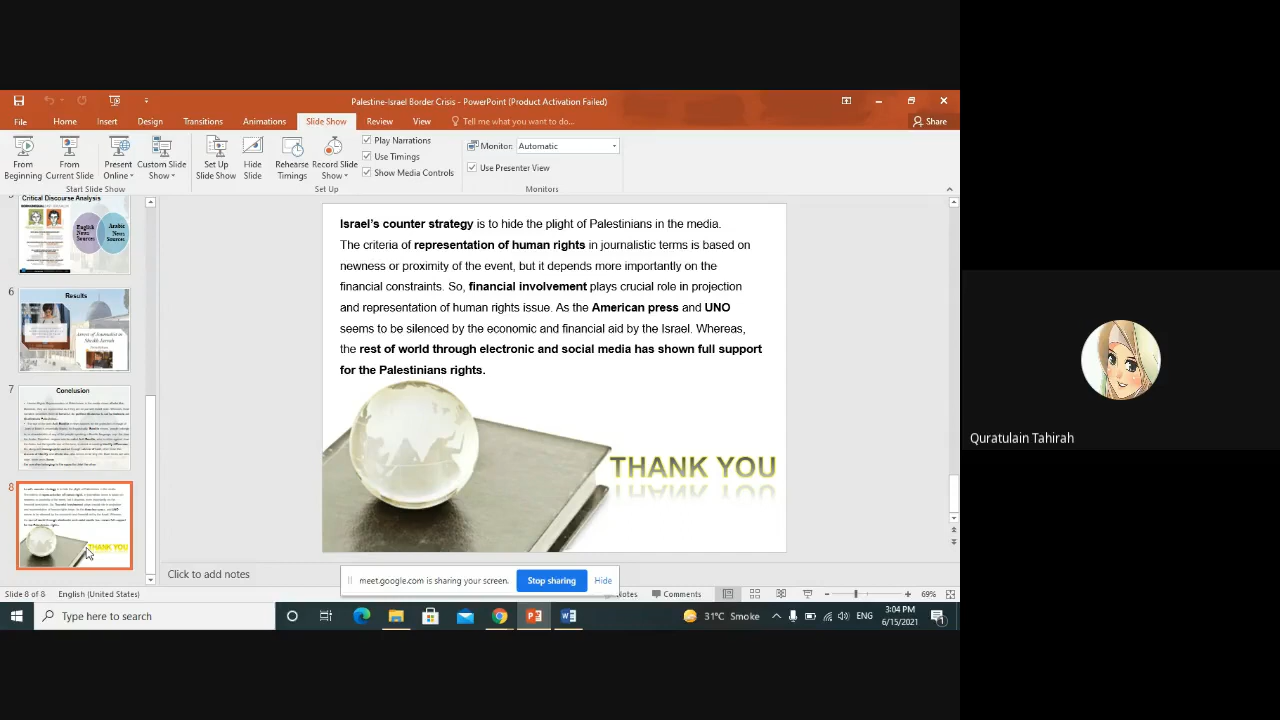 Palestine-Israel Border Crisis - PowerPoint (Product Activation Failed)
File Home Insert Design Transitions Animations Slide Show Review View Tell me what you want to do... Share
From Beginning
From Current Slide
Present Online
Custom Slide Show
Set Up Slide Show
Hide Slide
Rehearse Timings
Record Slide Show
Play Narrations
Use Timings
Show Media Controls
Monitor: Automatic
Use Presenter View
Start Slide Show
Set Up
Monitors
Critical Discourse Analysis
English News Sources
Arabic News Sources
6
Results
7
Conclusion
8
THANK YOU
Israel's counter strategy is to hide the plight of Palestinians in the media.
The criteria of representation of human rights in journalistic terms is based on
newness or proximity of the event, but it depends more importantly on the
financial constraints. So, financial involvement plays crucial role in projection
and representation of human rights issue. As the American press and UNO
seems to be silenced by the economic and financial aid by the Israel. Whereas,
the rest of world through electronic and social media has shown full support
for the Palestinians rights.
THANK YOU
Click to add notes
meet.google.com is sharing your screen. Stop sharing Hide
Slide 8 of 8 English (United States) Notes Comments 69%
Type here to search
31°C Smoke ENG
3:04 PM
6/15/2021
Quratulain Tahirah